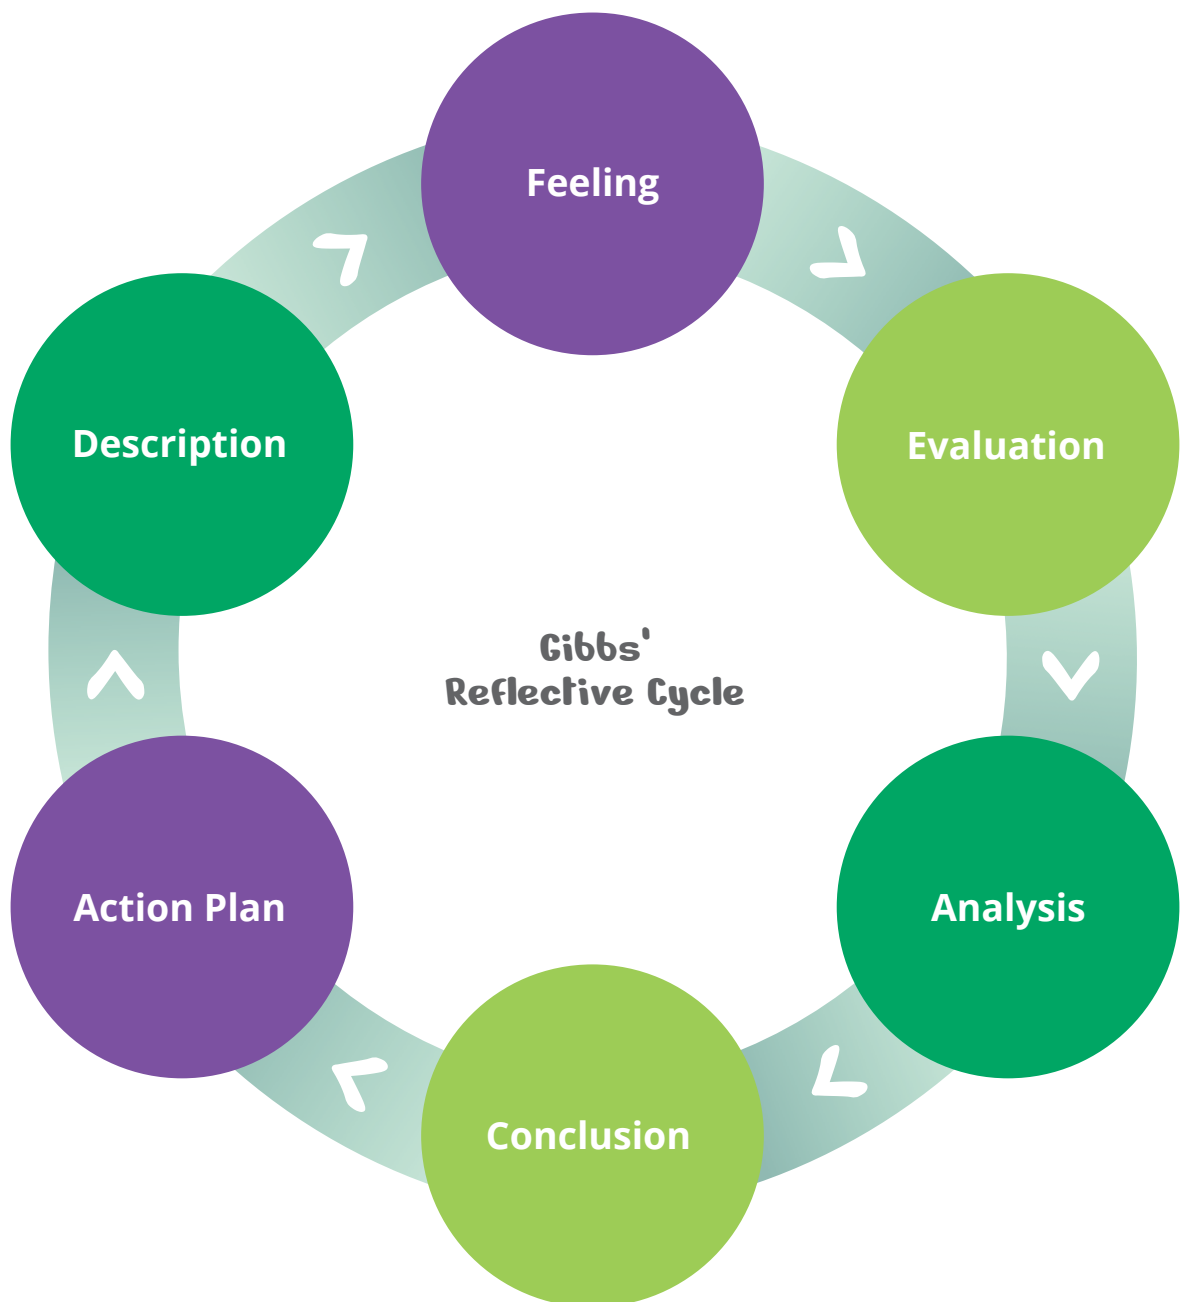 Feeling
Description
Evaluation
Gibbs'
Reflective Cycle
Action Plan
Analysis
Conclusion